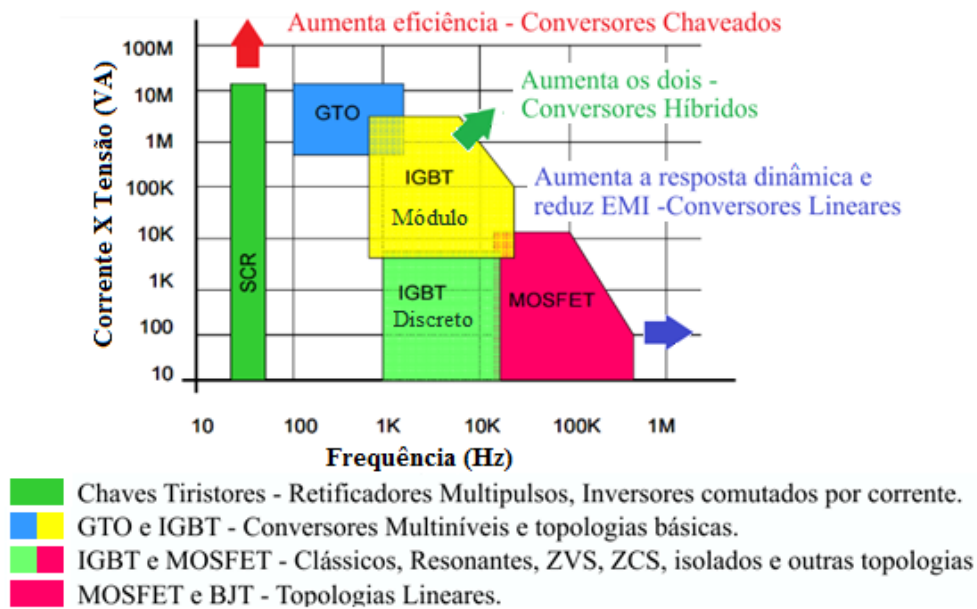 Aumenta eficiência - Conversores Chaveados
Aumenta os dois -
Conversores Híbridos
Aumenta a resposta dinâmica e
reduz EMI -Conversores Lineares
Corrente X Tensão (VA)
100M
10M
1M
100K
10K
1K
100
10
SCR
GTO
IGBT
Módulo
IGBT
Discreto
MOSFET
10
100
1K
10K
100K
1M
Frequência (Hz)
Chaves Tiristores - Retificadores Multipulsos, Inversores comutados por corrente.
GTO e IGBT - Conversores Multiníveis e topologias básicas.
IGBT e MOSFET - Clássicos, Resonantes, ZVS, ZCS, isolados e outras topologias
MOSFET e BJT - Topologias Lineares.